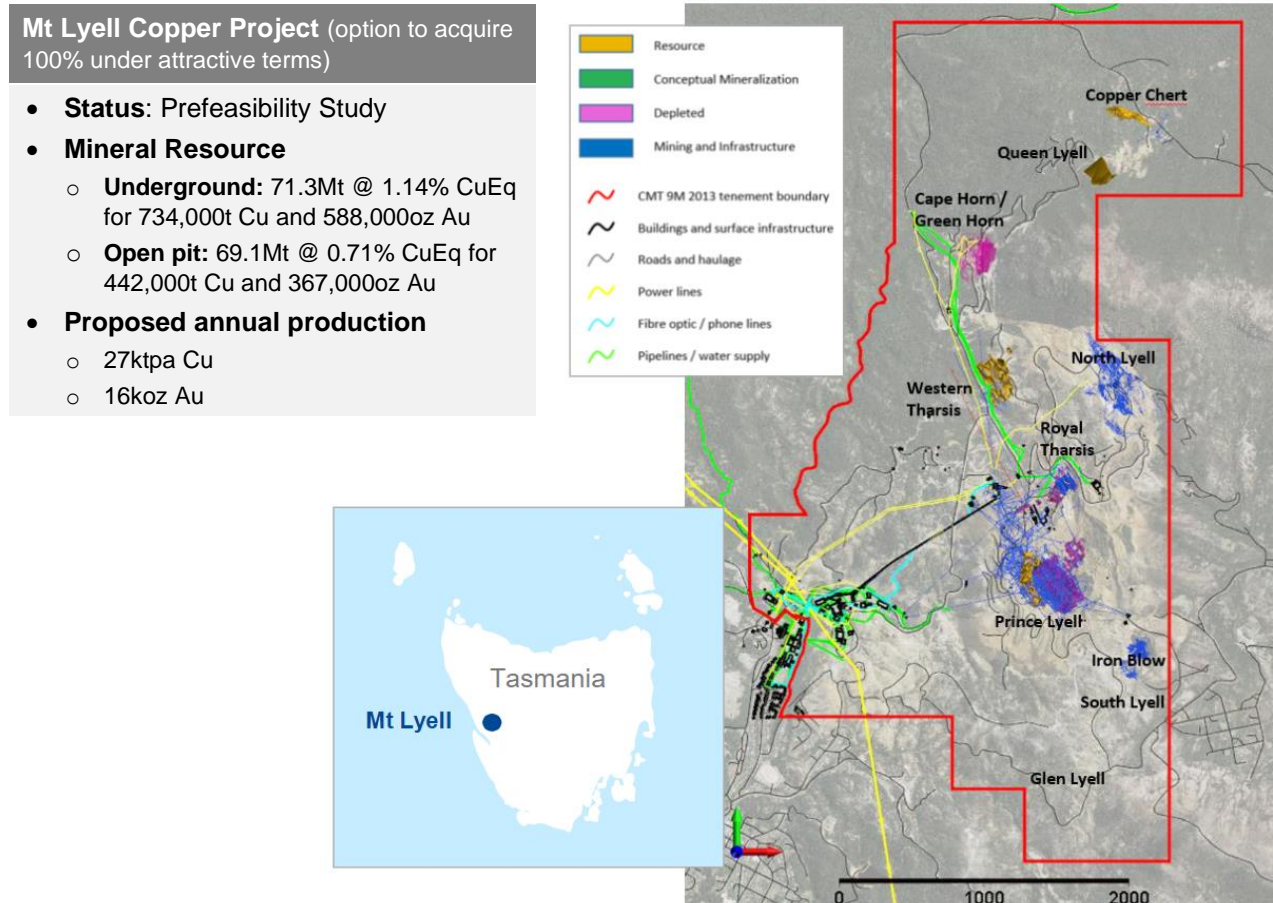 Mt Lyell Copper Project (option to acquire
100% under attractive terms)
• Status: Prefeasibility Study
• Mineral Resource
o Underground: 71.3Mt @ 1.14% CuEq
for 734,000t Cu and 588,000oz Au
o Open pit: 69.1Mt @ 0.71% CuEq for
442,000t Cu and 367,000oz Au
• Proposed annual production
o 27ktpa Cu
o 16koz Au
Resource
Conceptual Mineralization
Depleted
Mining and Infrastructure
CMT 9M 2013 tenement boundary
Buildings and surface infrastructure
Roads and haulage
Power lines
Fibre optic / phone lines
Pipelines / water supply
Copper Chert
Queen Lyell
Cape Horn /
Green Horn
North Lyell
Western
Tharsis
Royal
Tharsis
Prince Lyell
Iron Blow
South Lyell
Glen Lyell
0 1000 2000
Tasmania
Mt Lyell